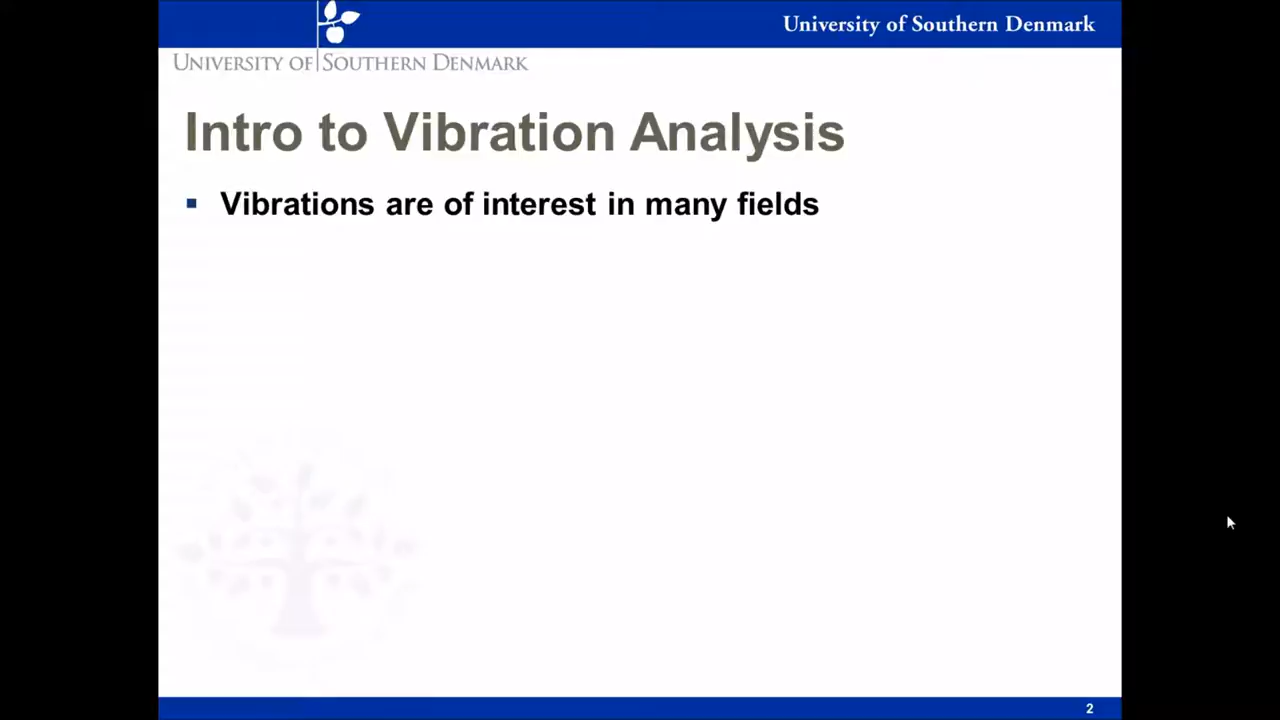 University of Southern Denmark
UNIVERSITY OF SOUTHERN DENMARK
Intro to Vibration Analysis
▪ Vibrations are of interest in many fields
2